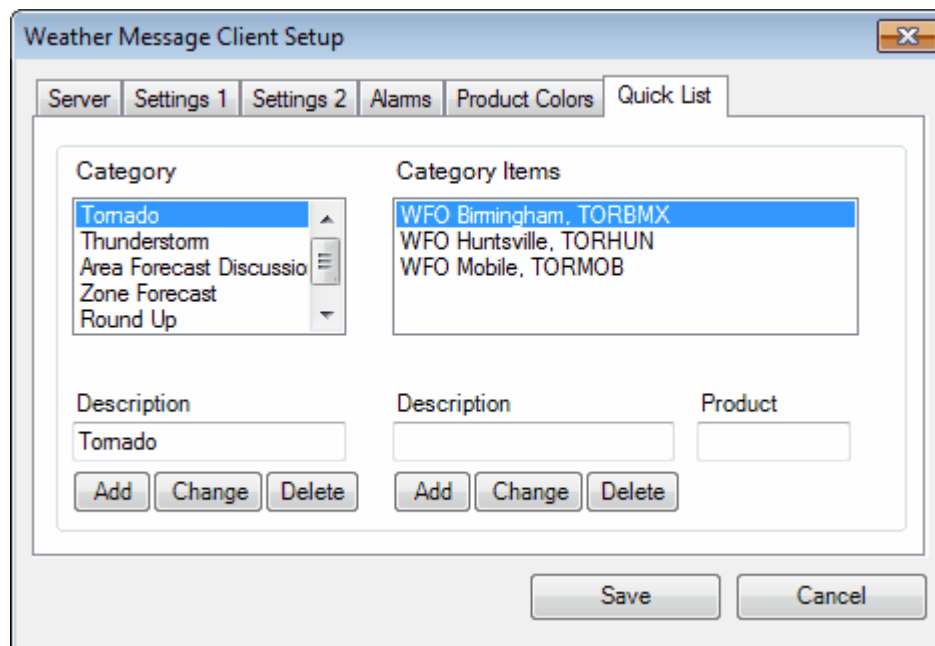 Weather Message Client Setup
Server Settings 1 Settings 2 Alarms Product Colors Quick List
Category Category Items
Tornado
Thunderstorm
Area Forecast Discussio
Zone Forecast
Round Up
WFO Birmingham, TORBMX
WFO Huntsville, TORHUN
WFO Mobile, TORMOB
Description Description Product
Tornado
Add Change Delete Add Change Delete
Save Cancel